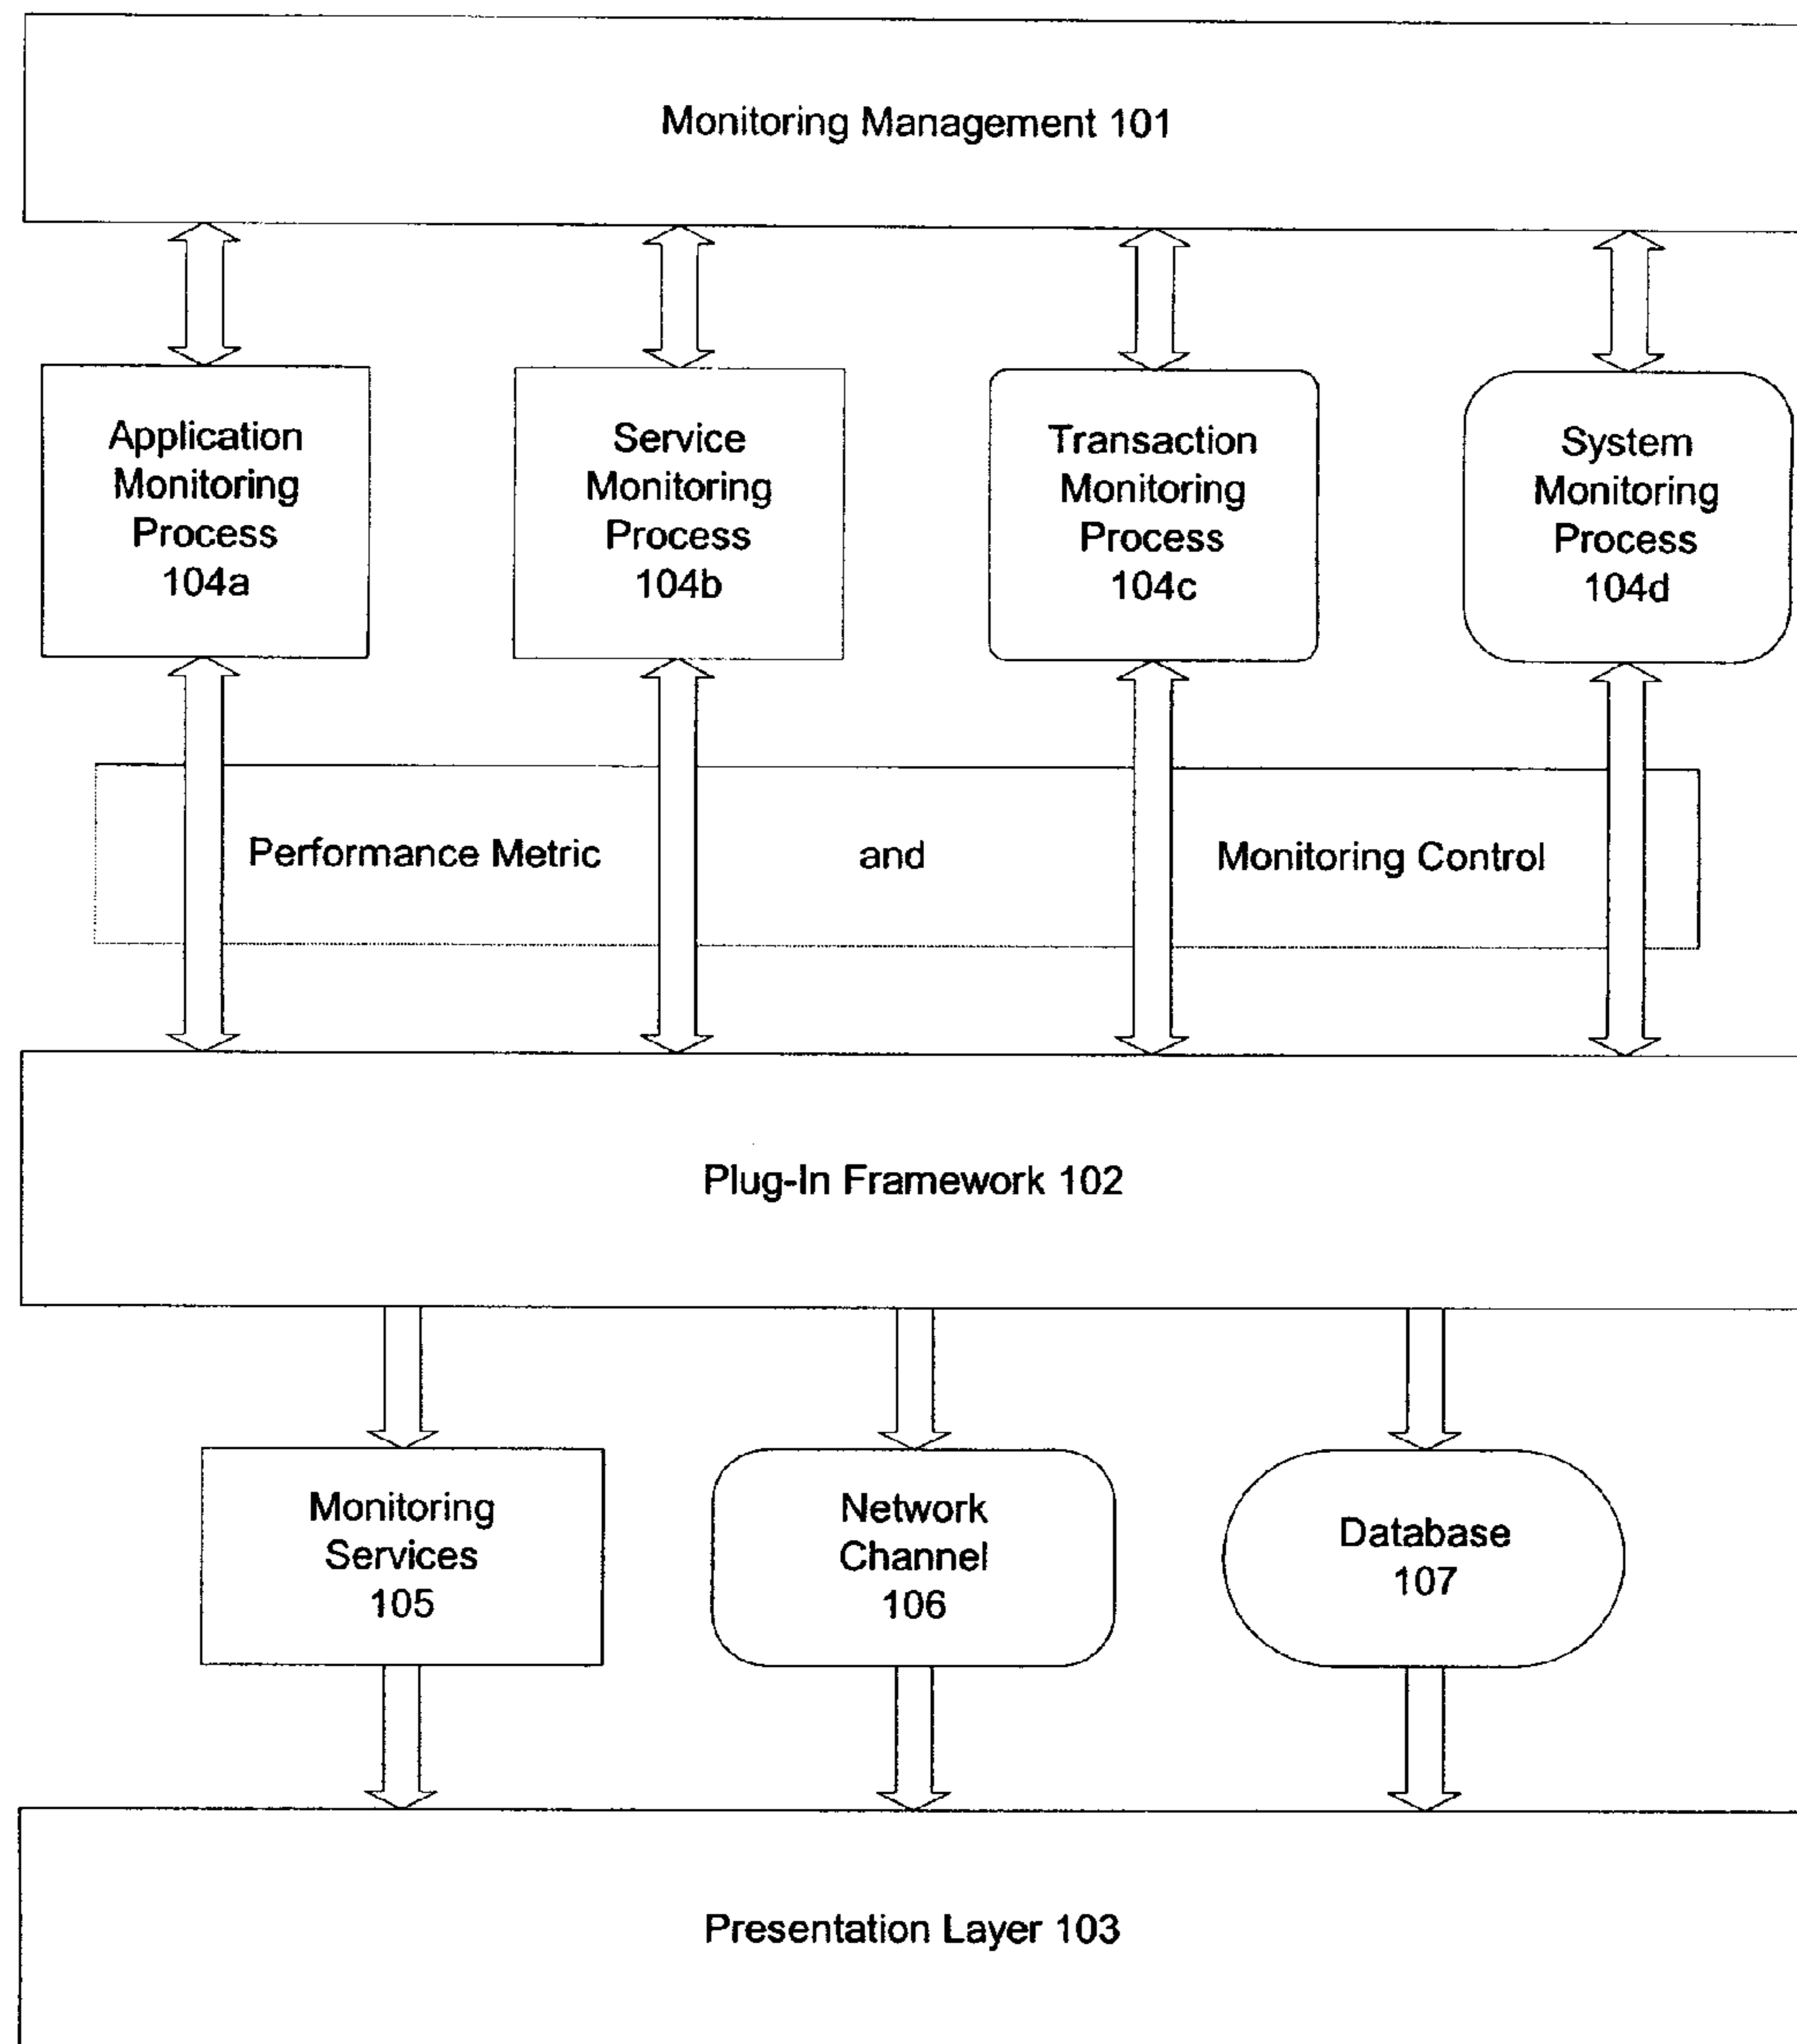 Monitoring Management 101
Application
Monitoring
Process
104a
Service
Monitoring
Process
104b
Transaction
Monitoring
Process
104c
System
Monitoring
Process
104d
Performance Metric and Monitoring Control
Plug-In Framework 102
Monitoring
Services
105
Network
Channel
106
Database
107
Presentation Layer 103